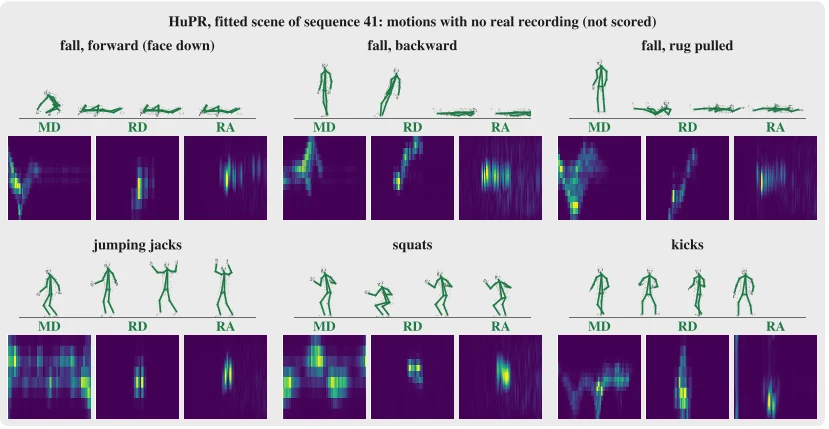 HuPR, fitted scene of sequence 41: motions with no real recording (not scored)
fall, forward (face down)
fall, backward
fall, rug pulled
MD RD RA
MD RD RA
MD RD RA
jumping jacks
squats
kicks
MD RD RA
MD RD RA
MD RD RA